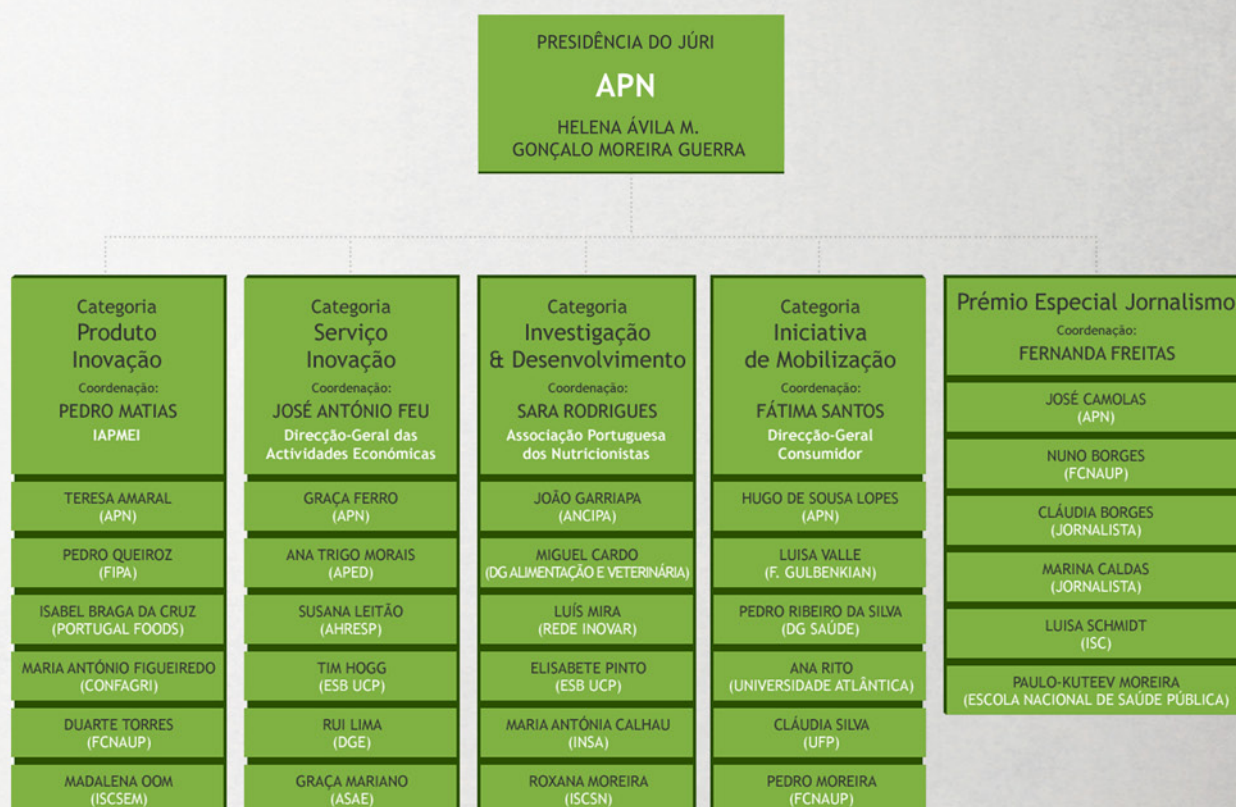 PRESIDÊNCIA DO JÚRI
APN
HELENA ÁVILA M.
GONÇALO MOREIRA GUERRA
Categoria
Produto
Inovação
Coordenação:
PEDRO MATIAS
IAPMEI
TERESA AMARAL
(APN)
PEDRO QUEIROZ
(FIPA)
ISABEL BRAGA DA CRUZ
(PORTUGAL FOODS)
MARIA ANTÓNIO FIGUEIREDO
(CONFAGRI)
DUARTE TORRES
(FCNAUP)
MADALENA OOM
(ISCSEM)
Categoria
Serviço
Inovação
Coordenação:
JOSÉ ANTÓNIO FEU
Direcção-Geral das
Actividades Económicas
GRAÇA FERRO
(APN)
ANA TRIGO MORAIS
(APED)
SUSANA LEITÃO
(AHRESP)
TIM HOGG
(ESB UCP)
RUI LIMA
(DGE)
GRAÇA MARIANO
(ASAE)
Categoria
Investigação
& Desenvolvimento
Coordenação:
SARA RODRIGUES
Associação Portuguesa
dos Nutricionistas
JOÃO GARRIAPA
(ANCIPA)
MIGUEL CARDO
(DG ALIMENTAÇÃO E VETERINÁRIA)
LUÍS MIRA
(REDE INOVAR)
ELISABETE PINTO
(ESB UCP)
MARIA ANTÓNIA CALHAU
(INSA)
ROXANA MOREIRA
(ISCSN)
Categoria
Iniciativa
de Mobilização
Coordenação:
FÁTIMA SANTOS
Direcção-Geral
Consumidor
HUGO DE SOUSA LOPES
(APN)
LUISA VALLE
(F. GULBENKIAN)
PEDRO RIBEIRO DA SILVA
(DG SAÚDE)
ANA RITO
(UNIVERSIDADE ATLÂNTICA)
CLÁUDIA SILVA
(UFP)
PEDRO MOREIRA
(FCNAUP)
Prémio Especial Jornalismo
Coordenação:
FERNANDA FREITAS
JOSÉ CAMOLAS
(APN)
NUNO BORGES
(FCNAUP)
CLÁUDIA BORGES
(JORNALISTA)
MARINA CALDAS
(JORNALISTA)
LUISA SCHMIDT
(ISC)
PAULO-KUTEEV MOREIRA
(ESCOLA NACIONAL DE SAÚDE PÚBLICA)